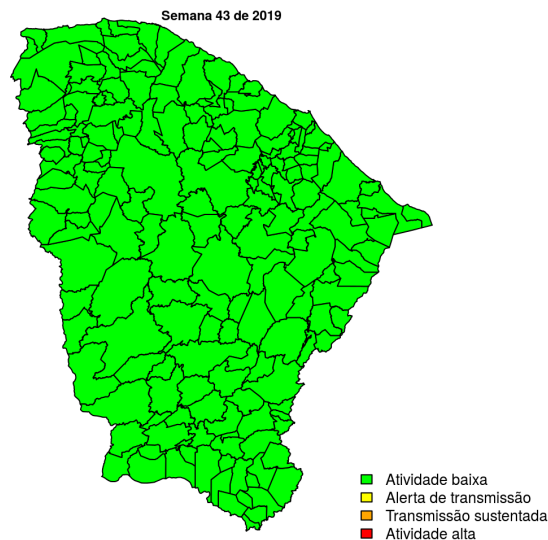 Semana 43 de 2019
Atividade baixa
Alerta de transmissão
Transmissão sustentada
Atividade alta